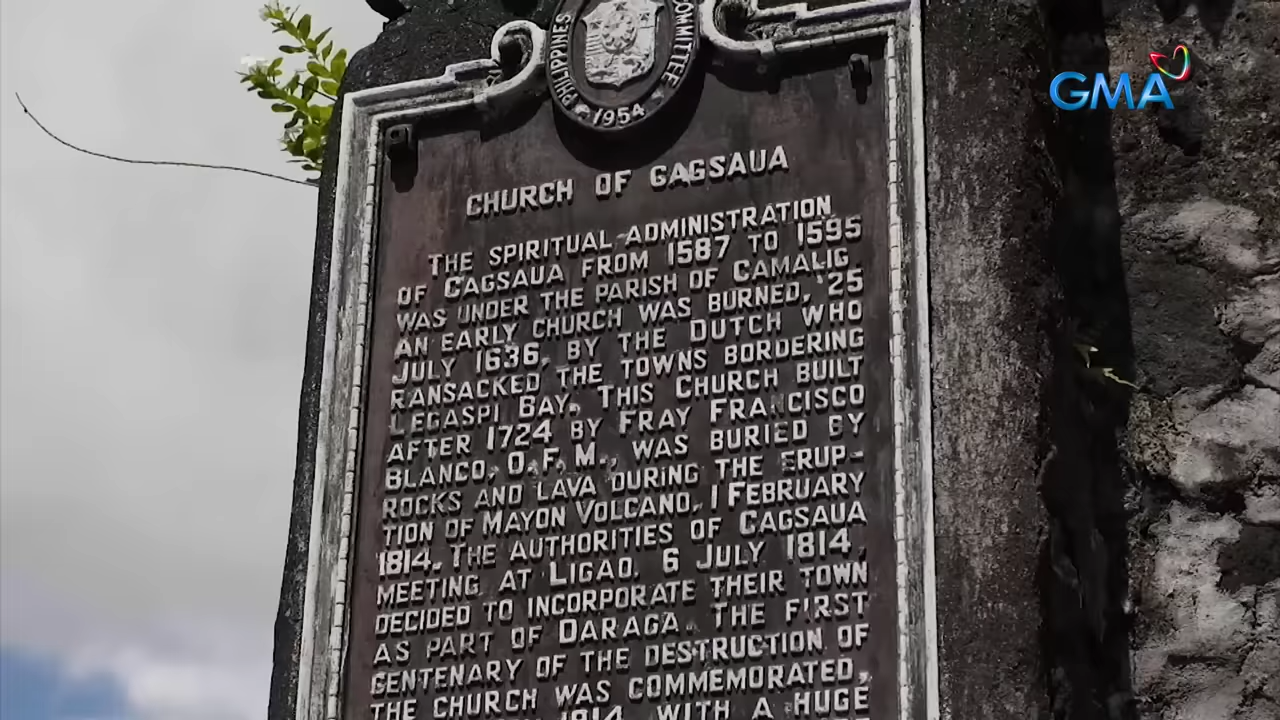 GMA
PHILIPPINES COMMITTEE
1954
CHURCH OF CAGSAUA
THE SPIRITUAL ADMINISTRATION
OF CAGSAUA FROM 1587 TO 1595
WAS UNDER THE PARISH OF CAMALIG.
AN EARLY CHURCH WAS BURNED, 25
JULY 1636, BY THE DUTCH WHO
RANSACKED THE TOWNS BORDERING
LEGASPI BAY. THIS CHURCH BUILT
AFTER 1724 BY FRAY FRANCISCO
BLANCO, O.F.M., WAS BURIED BY
ROCKS AND LAVA DURING THE ERUP-
TION OF MAYON VOLCANO, 1 FEBRUARY
1814. THE AUTHORITIES OF CAGSAUA
MEETING AT LIGAO, 6 JULY 1814,
DECIDED TO INCORPORATE THEIR TOWN
AS PART OF DARAGA. THE FIRST
CENTENARY OF THE DESTRUCTION OF
THE CHURCH WAS COMMEMORATED,
1814, WITH A HUGE